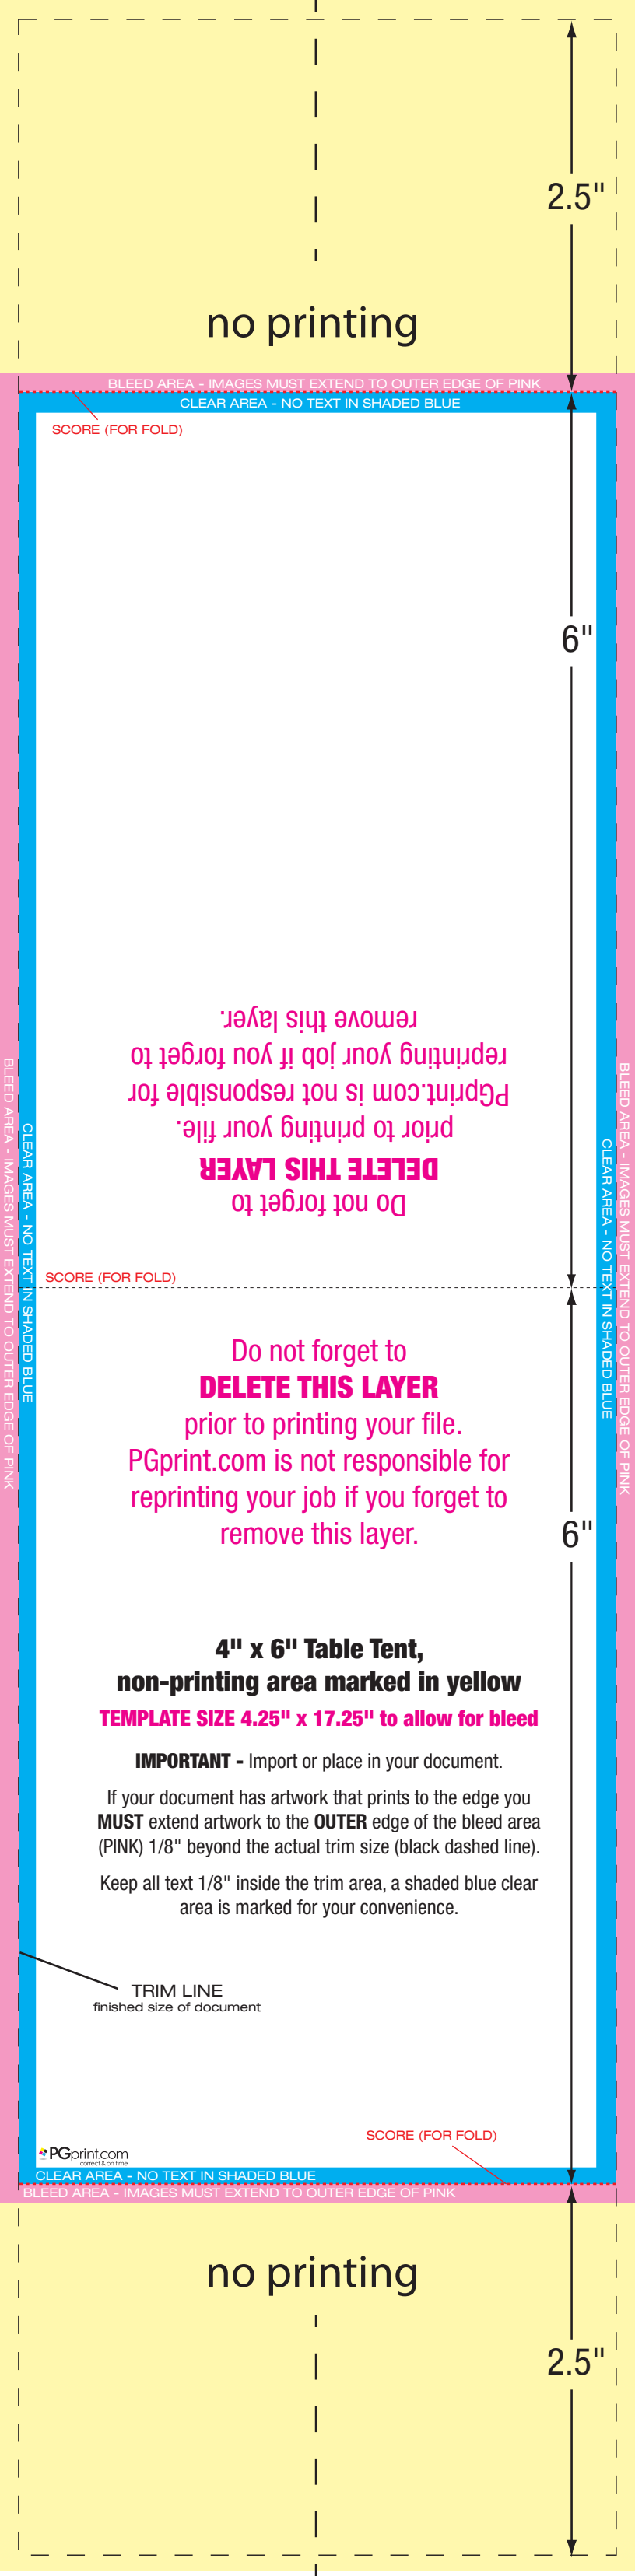 2.5"
no printing
BLEED AREA - IMAGES MUST EXTEND TO OUTER EDGE OF PINK
CLEAR AREA - NO TEXT IN SHADED BLUE
SCORE (FOR FOLD)
6"
Do not forget to
DELETE THIS LAYER
prior to printing your file.
PGprint.com is not responsible for
reprinting your job if you forget to
remove this layer.
BLEED AREA - IMAGES MUST EXTEND TO OUTER EDGE OF PINK
CLEAR AREA - NO TEXT IN SHADED BLUE
CLEAR AREA - NO TEXT IN SHADED BLUE
BLEED AREA - IMAGES MUST EXTEND TO OUTER EDGE OF PINK
SCORE (FOR FOLD)
Do not forget to
DELETE THIS LAYER
prior to printing your file.
PGprint.com is not responsible for
reprinting your job if you forget to
remove this layer.
6"
4" x 6" Table Tent,
non-printing area marked in yellow
TEMPLATE SIZE 4.25" x 17.25" to allow for bleed
IMPORTANT - Import or place in your document.
If your document has artwork that prints to the edge you
MUST extend artwork to the OUTER edge of the bleed area
(PINK) 1/8" beyond the actual trim size (black dashed line).
Keep all text 1/8" inside the trim area, a shaded blue clear
area is marked for your convenience.
TRIM LINE
finished size of document
SCORE (FOR FOLD)
PGprint.com
correct & on time
CLEAR AREA - NO TEXT IN SHADED BLUE
BLEED AREA - IMAGES MUST EXTEND TO OUTER EDGE OF PINK
no printing
2.5"